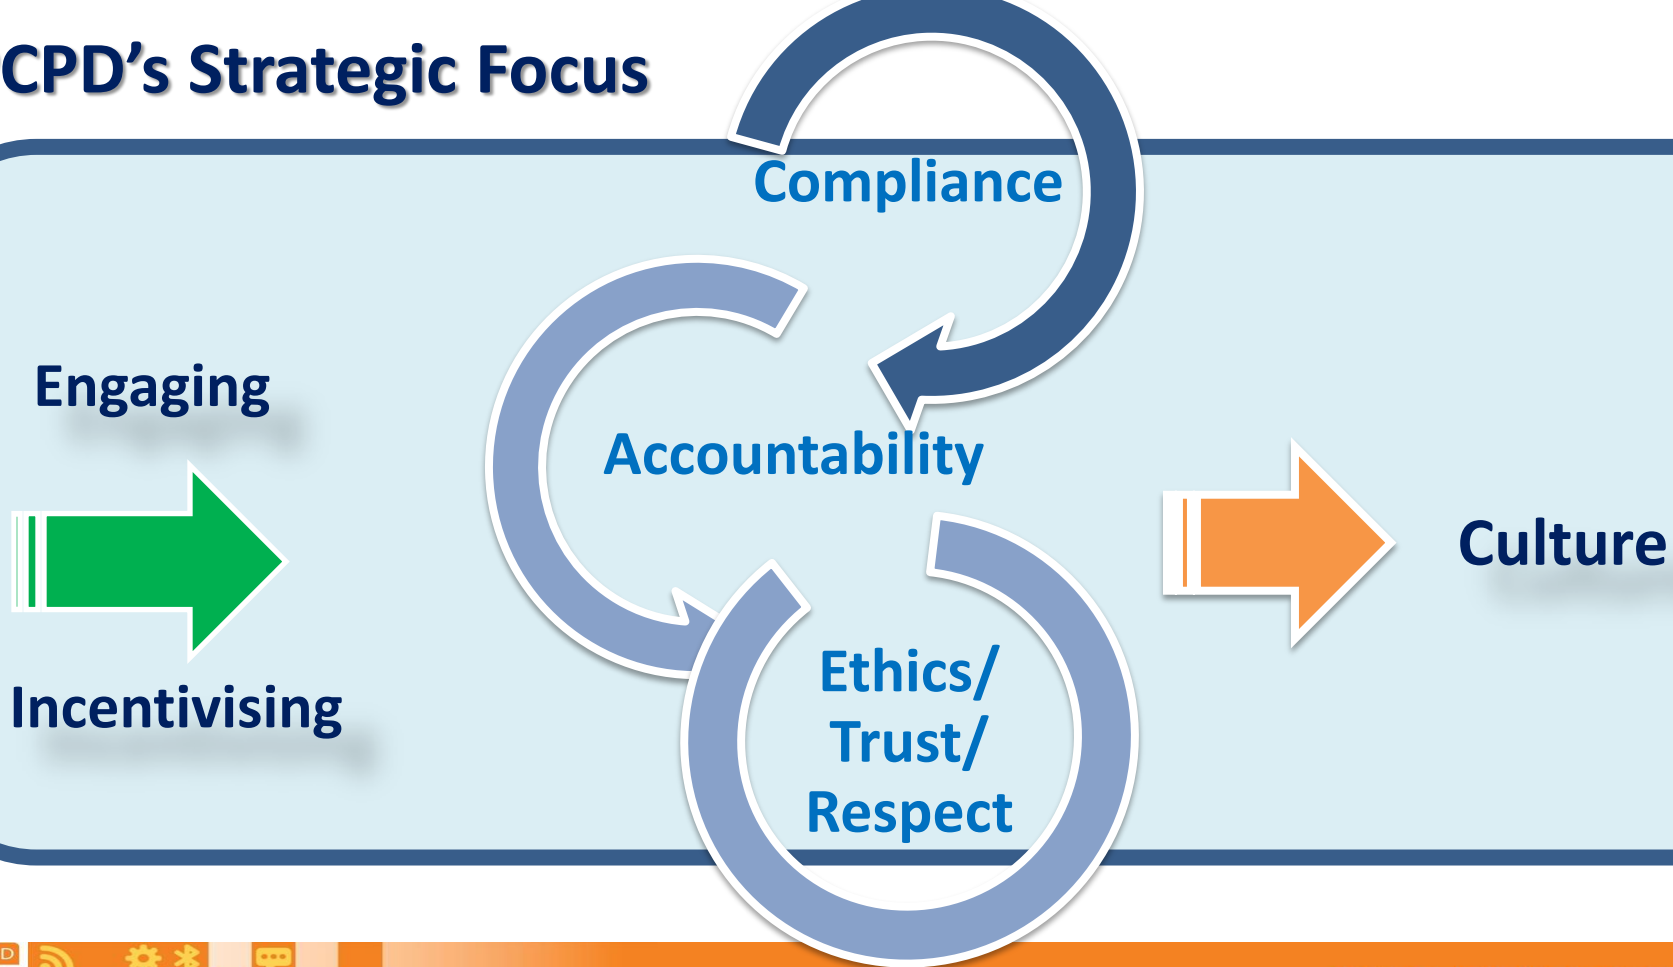 CPD’s Strategic Focus
Compliance
Engaging
Accountability
Culture
Incentivising
Ethics/
Trust/
Respect
D